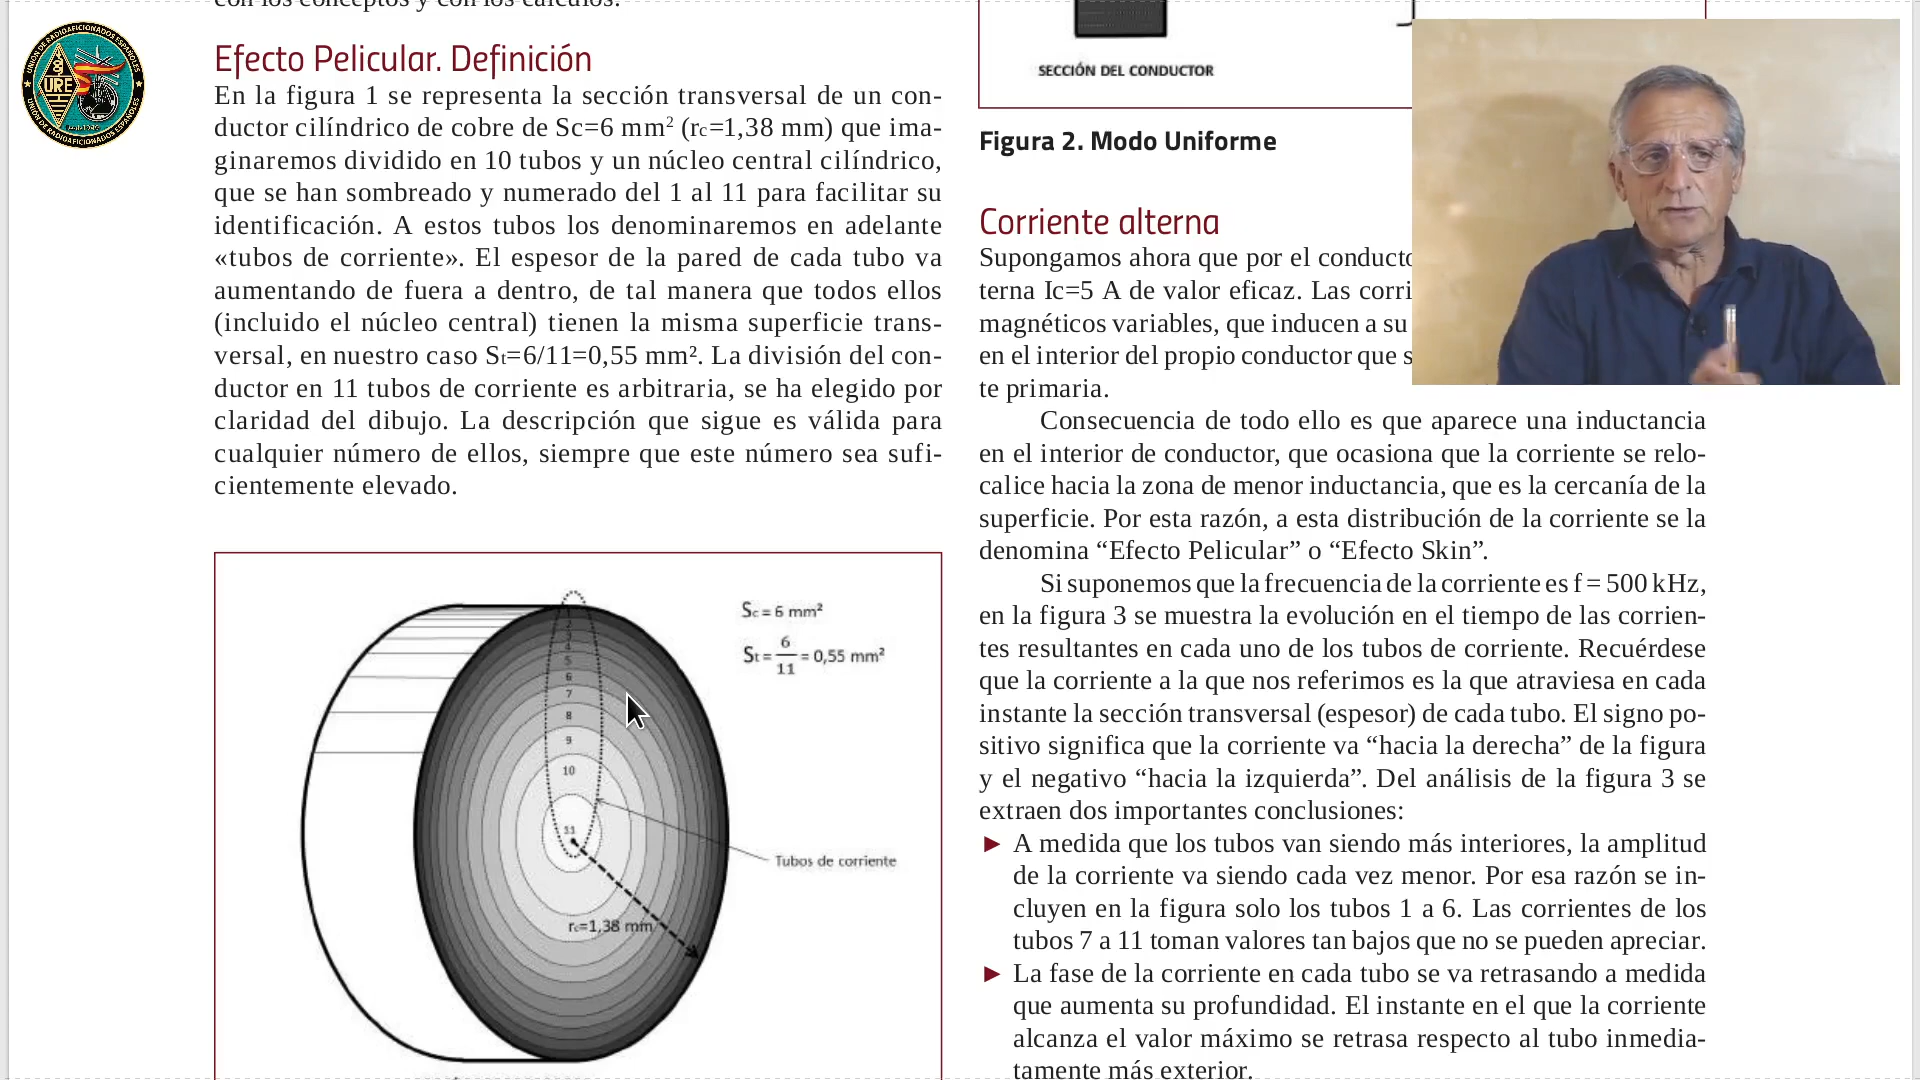 UNIÓN DE RADIOAFICIONADOS ESPAÑOLES
URE
Efecto Pelicular. Definición
En la figura 1 se representa la sección transversal de un con-
ductor cilíndrico de cobre de Sc=6 mm² (rc=1,38 mm) que ima-
ginaremos dividido en 10 tubos y un núcleo central cilíndrico,
que se han sombreado y numerado del 1 al 11 para facilitar su
identificación. A estos tubos los denominaremos en adelante
«tubos de corriente». El espesor de la pared de cada tubo va
aumentando de fuera a dentro, de tal manera que todos ellos
(incluido el núcleo central) tienen la misma superficie trans-
versal, en nuestro caso St=6/11=0,55 mm². La división del con-
ductor en 11 tubos de corriente es arbitraria, se ha elegido por
claridad del dibujo. La descripción que sigue es válida para
cualquier número de ellos, siempre que este número sea sufi-
cientemente elevado.
Sc = 6 mm²
St = 6/11 = 0,55 mm²
2
3
4
5
6
7
8
9
10
11
Tubos de corriente
rc=1,38 mm
SECCIÓN DEL CONDUCTOR
Figura 2. Modo Uniforme
Corriente alterna
Supongamos ahora que por el conducto
terna Ic=5 A de valor eficaz. Las corri
magnéticos variables, que inducen a su
en el interior del propio conductor que s
te primaria.
Consecuencia de todo ello es que aparece una inductancia
en el interior de conductor, que ocasiona que la corriente se relo-
calice hacia la zona de menor inductancia, que es la cercanía de la
superficie. Por esta razón, a esta distribución de la corriente se la
denomina “Efecto Pelicular” o “Efecto Skin”.
Si suponemos que la frecuencia de la corriente es f = 500 kHz,
en la figura 3 se muestra la evolución en el tiempo de las corrien-
tes resultantes en cada uno de los tubos de corriente. Recuérdese
que la corriente a la que nos referimos es la que atraviesa en cada
instante la sección transversal (espesor) de cada tubo. El signo po-
sitivo significa que la corriente va “hacia la derecha” de la figura
y el negativo “hacia la izquierda”. Del análisis de la figura 3 se
extraen dos importantes conclusiones:
► A medida que los tubos van siendo más interiores, la amplitud
de la corriente va siendo cada vez menor. Por esa razón se in-
cluyen en la figura solo los tubos 1 a 6. Las corrientes de los
tubos 7 a 11 toman valores tan bajos que no se pueden apreciar.
► La fase de la corriente en cada tubo se va retrasando a medida
que aumenta su profundidad. El instante en el que la corriente
alcanza el valor máximo se retrasa respecto al tubo inmedia-
tamente más exterior.